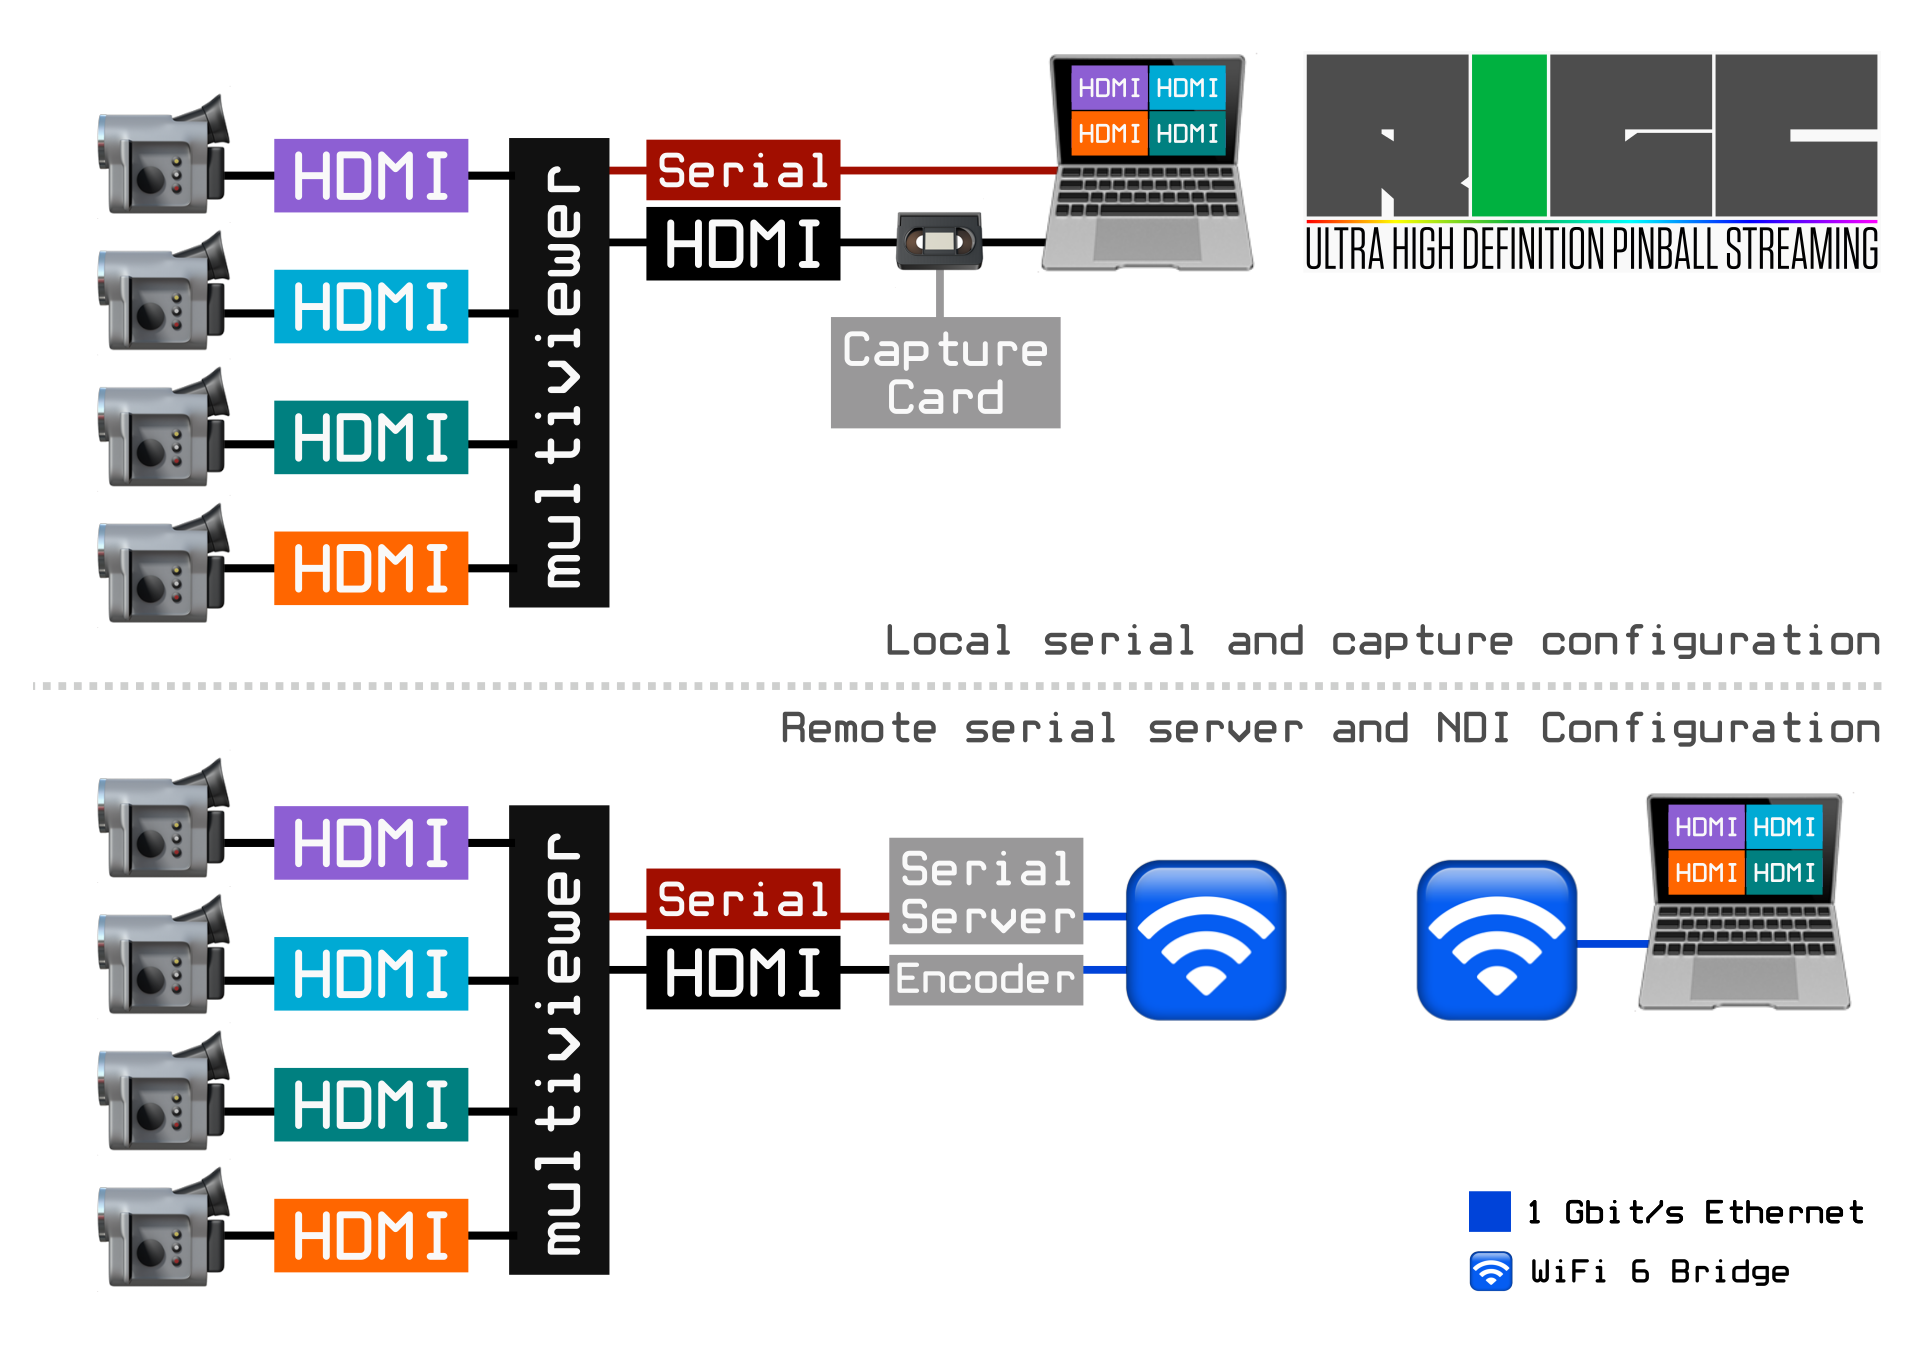 HDMI HDMI
HDMI HDMI
RIGC
ULTRA HIGH DEFINITION PINBALL STREAMING
HDMI
HDMI
HDMI
HDMI
multiviewer
Serial
HDMI
Capture
Card
Local serial and capture configuration
Remote serial server and NDI Configuration
HDMI
HDMI
HDMI
HDMI
multiviewer
Serial
HDMI
Serial
Server
Encoder
HDMI HDMI
HDMI HDMI
1 Gbit/s Ethernet
WiFi 6 Bridge